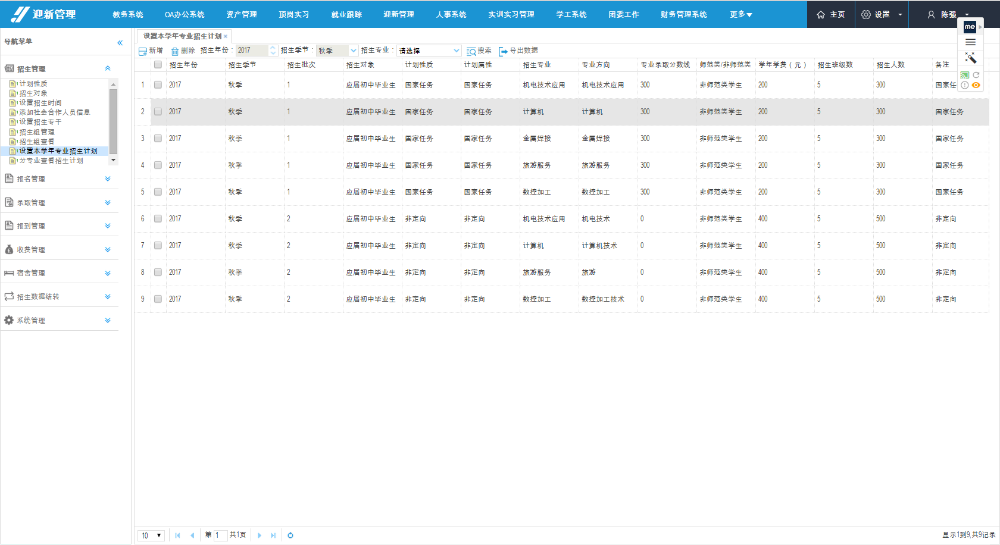 迎新管理 教务系统 OA办公系统 资产管理 顶岗实习 就业跟踪 迎新管理 人事系统 实训实习管理 学工系统 团委工作 财务管理系统 更多 主页 设置 陈强
导航菜单
设置本学年专业招生计划
me
新增 删除 招生年份： 2017 招生季节： 秋季 招生专业： 请选择 搜索 导出数据
招生管理
计划性质
招生对象
设置招生时间
添加社会合作人员信息
设置招生专干
招生组管理
招生组查看
设置本学年专业招生计划
分专业查看招生计划
报名管理
录取管理
报到管理
收费管理
宿舍管理
招生数据结转
系统管理
招生年份 招生季节 招生批次 招生对象 计划性质 计划属性 招生专业 专业方向 专业录取分数线 师范类/非师范类 学年学费（元） 招生班级数 招生人数 备注
1 2017 秋季 1 应届初中毕业生 国家任务 国家任务 机电技术应用 机电技术应用 300 非师范类学生 200 5 300 国家任
2 2017 秋季 1 应届初中毕业生 国家任务 国家任务 计算机 计算机 300 非师范类学生 200 5 300 国家任务
3 2017 秋季 1 应届初中毕业生 国家任务 国家任务 金属焊接 金属焊接 300 非师范类学生 200 5 300 国家任务
4 2017 秋季 1 应届初中毕业生 国家任务 国家任务 旅游服务 旅游服务 300 非师范类学生 200 5 300 国家任务
5 2017 秋季 1 应届初中毕业生 国家任务 国家任务 数控加工 数控加工 300 非师范类学生 200 5 300 国家任务
6 2017 秋季 2 应届初中毕业生 非定向 非定向 机电技术应用 机电技术 0 非师范类学生 400 5 500 非定向
7 2017 秋季 2 应届初中毕业生 非定向 非定向 计算机 计算机技术 0 非师范类学生 400 5 500 非定向
8 2017 秋季 2 应届初中毕业生 非定向 非定向 旅游服务 旅游 0 非师范类学生 400 5 500 非定向
9 2017 秋季 2 应届初中毕业生 非定向 非定向 数控加工 数控加工技术 0 非师范类学生 400 5 500 非定向
10 第 1 共1页 显示1到9,共9记录